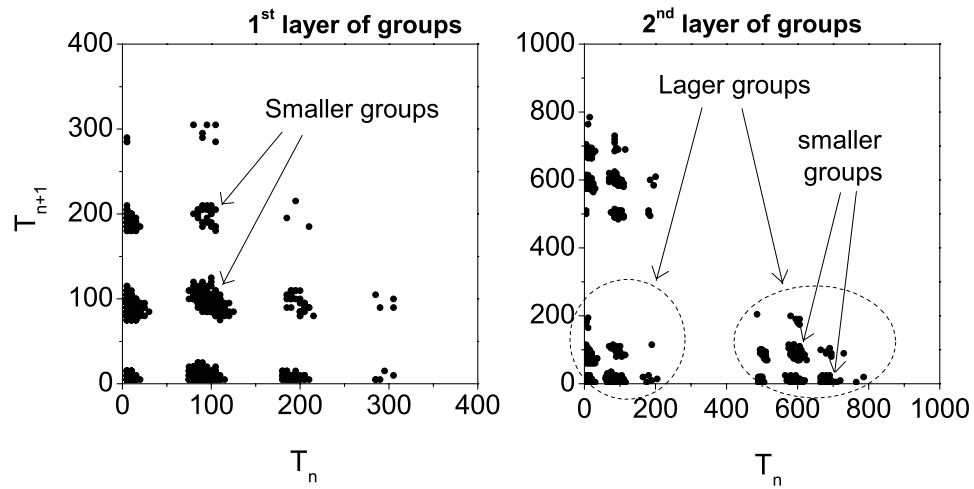 1st layer of groups
400
300
200
100
0
0 100 200 300 400
Tn+1
Tn
Smaller groups
2nd layer of groups
1000
800
600
400
200
0
0 200 400 600 800 1000
Tn
Lager groups
smaller
groups